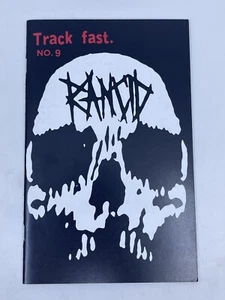 Track fast.
NO. 9
RANCID